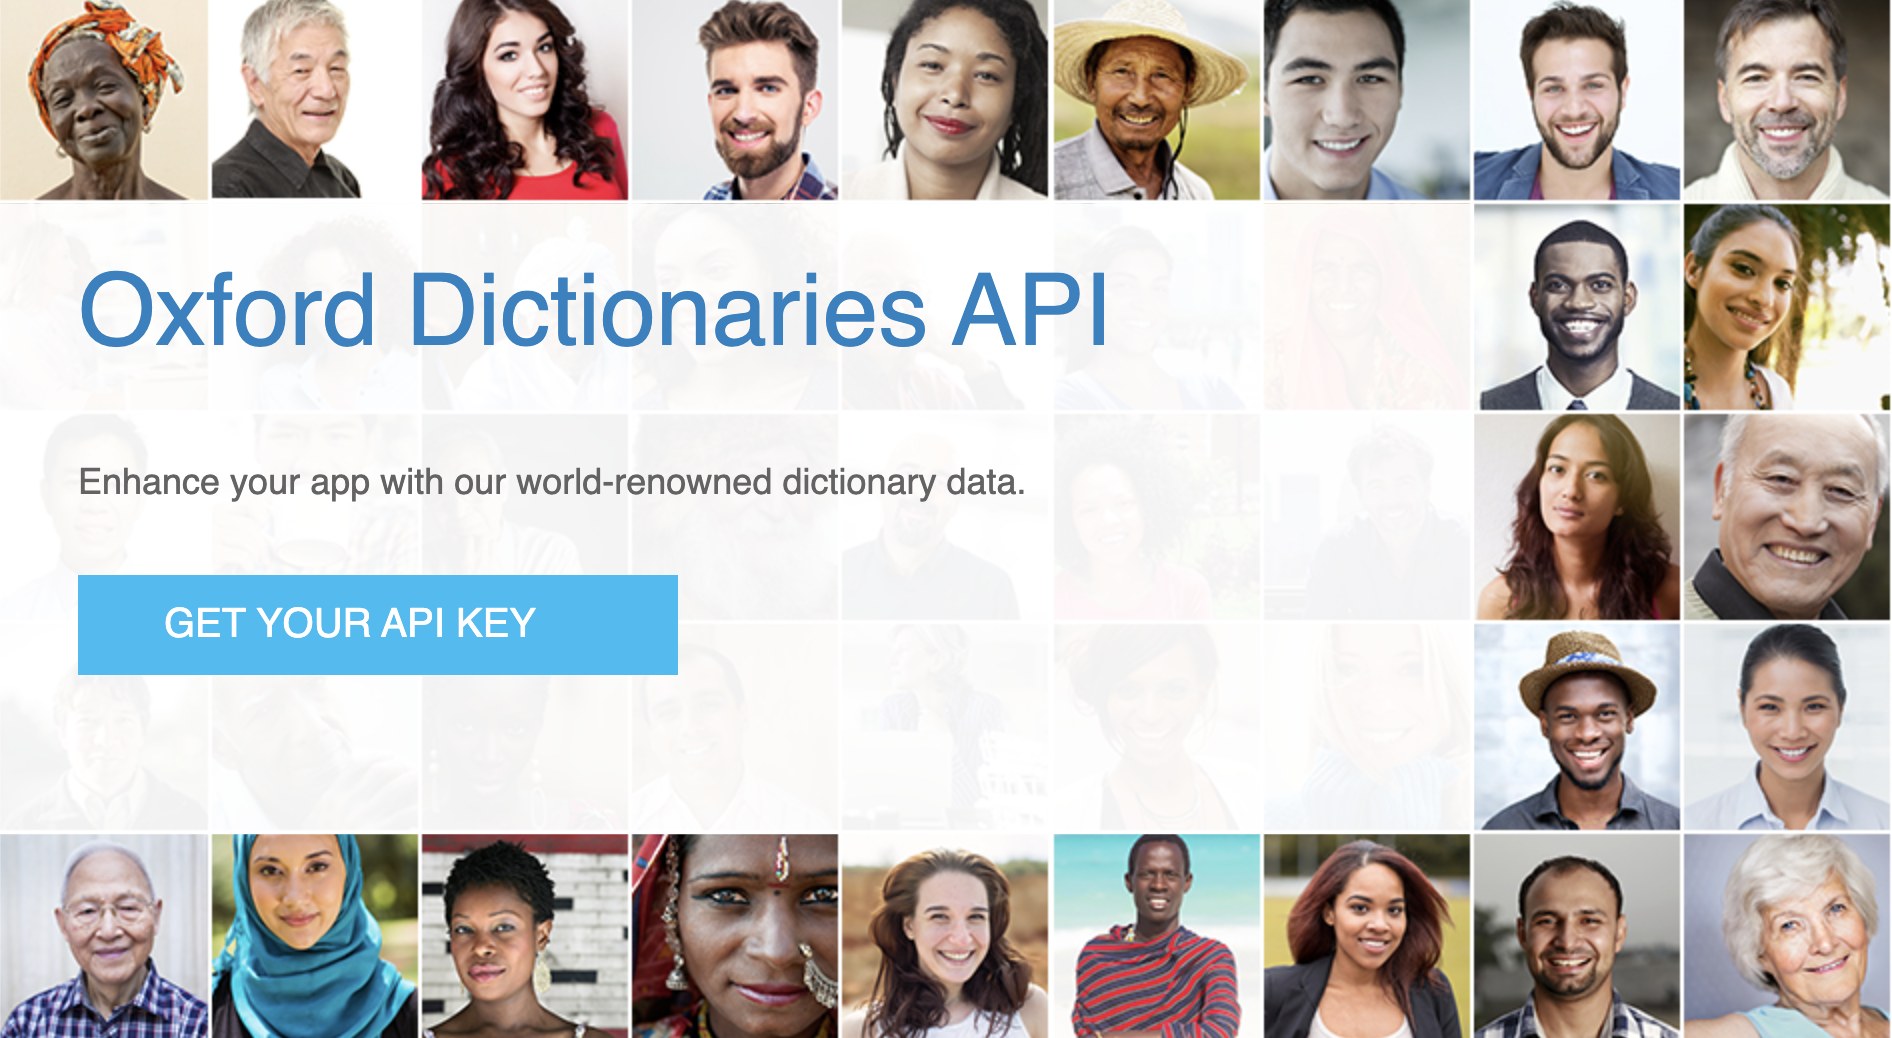 Oxford Dictionaries API
Enhance your app with our world-renowned dictionary data.
GET YOUR API KEY